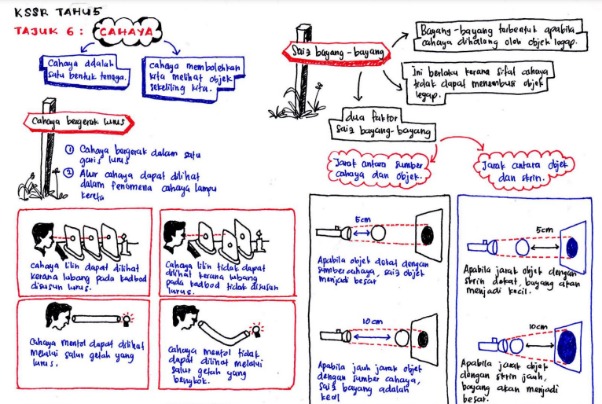 KSSR TAHUN 5
TAJUK 6 : CAHAYA
Cahaya adalah
satu bentuk tenaga.
Cahaya membolehkan
kita melihat objek
sekeliling kita.
Cahaya bergerak lurus
① Cahaya bergerak dalam satu
garis lurus
② Alur cahaya dapat dilihat
dalam fenomena cahaya lampu
kereta
Cahaya lilin dapat dilihat
kerana lubang pada kadbod
disusun lurus.
Cahaya lilin tidak dapat
dilihat kerana lubang
pada kadbod tidak disusun
lurus.
Cahaya mentol dapat dilihat
melalui salur getah yang
lurus.
Cahaya mentol tidak
dapat dilihat melalui
salur getah yang
bengkok.
Saiz bayang-bayang
Bayang-bayang terbentuk apabila
cahaya dihalang oleh objek legap.
Ini berlaku kerana sifat cahaya
tidak dapat menembusi objek
legap.
dua faktor
saiz bayang-bayang
Jarak antara sumber
cahaya dan objek.
Jarak antara objek
dan skrin.
5cm
Apabila objek dekat dengan
sumber cahaya, saiz objek
menjadi besar
10cm
Apabila jauh jarak objek
dengan sumber cahaya,
saiz bayang adalah
kecil
5cm
Apabila jarak objek dengan
skrin dekat, bayang akan
menjadi kecil.
10cm
Apabila jarak objek
dengan skrin jauh,
bayang akan menjadi
besar.